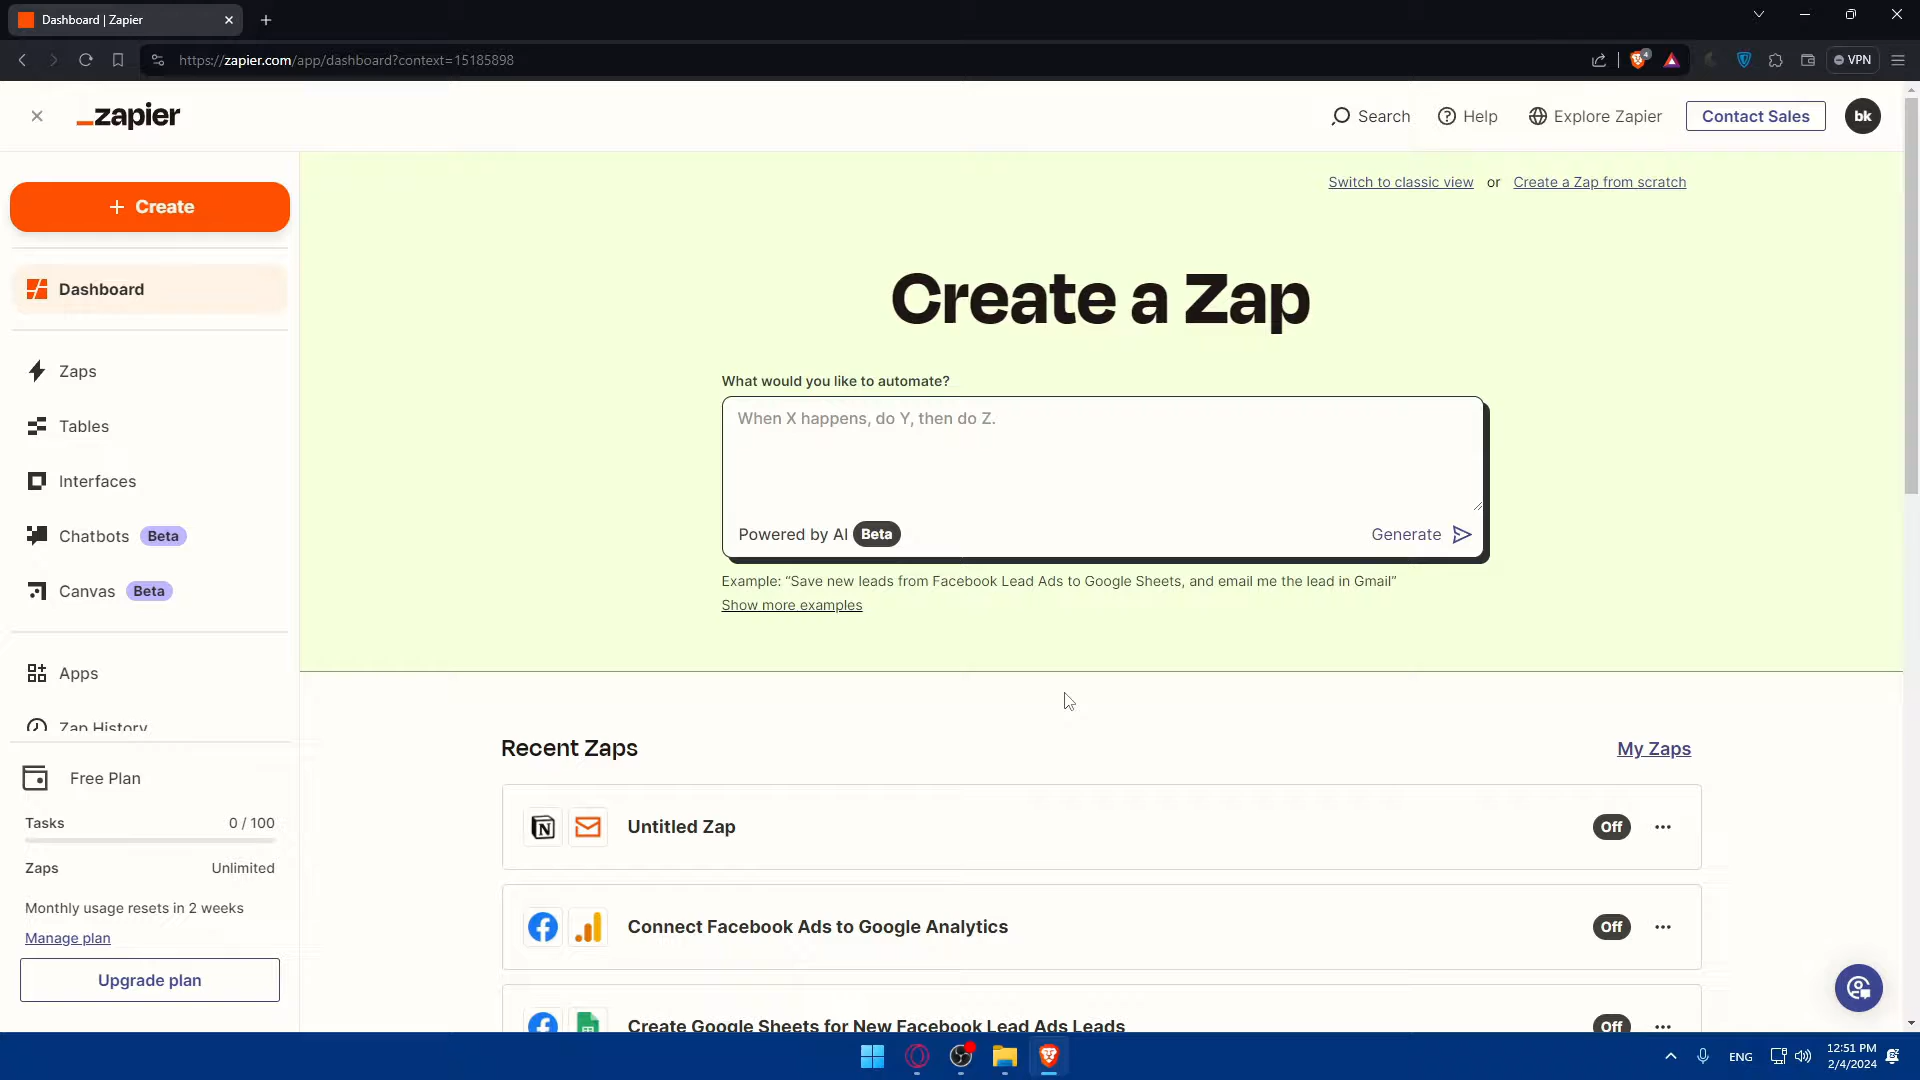 Dashboard | Zapier
https://zapier.com/app/dashboard?context=15185898
4
VPN
zapier
Search
Help
Explore Zapier
Contact Sales
bk
Switch to classic view or Create a Zap from scratch
+ Create
Dashboard
Zaps
Tables
Interfaces
Chatbots Beta
Canvas Beta
Apps
Zap History
Free Plan
Tasks 0 / 100
Zaps Unlimited
Monthly usage resets in 2 weeks
Manage plan
Upgrade plan
Create a Zap
What would you like to automate?
When X happens, do Y, then do Z.
Powered by AI Beta
Generate
Example: “Save new leads from Facebook Lead Ads to Google Sheets, and email me the lead in Gmail”
Show more examples
Recent Zaps
My Zaps
Untitled Zap
Off
Connect Facebook Ads to Google Analytics
Off
Create Google Sheets for New Facebook Lead Ads Leads
Off
ENG
12:51 PM
2/4/2024